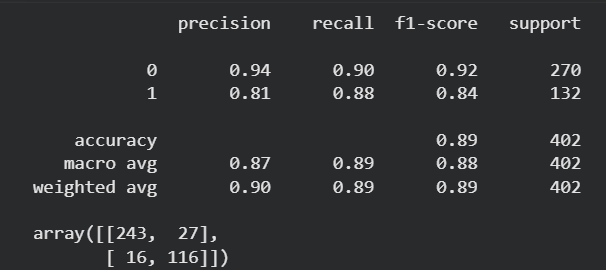 precision recall f1-score support
0 0.94 0.90 0.92 270
1 0.81 0.88 0.84 132
accuracy 0.89 402
macro avg 0.87 0.89 0.88 402
weighted avg 0.90 0.89 0.89 402
array([[243, 27],
[ 16, 116]])